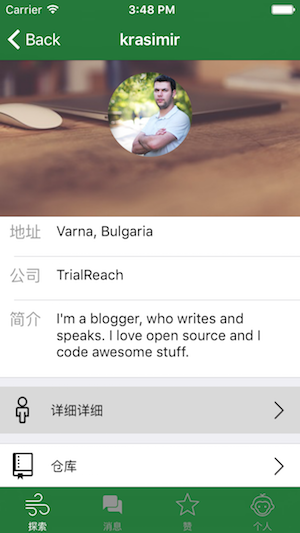 Carrier 3:48 PM
Back krasimir
地址 Varna, Bulgaria
公司 TrialReach
简介 I'm a blogger, who writes and
speaks. I love open source and I
code awesome stuff.
详细详细
仓库
探索 消息 赞 个人